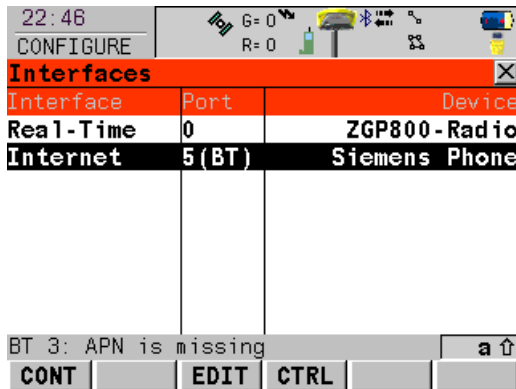 22:46
CONFIGURE
G= 0
R= 0
Interfaces
Interface Port Device
Real-Time 0 ZGP800-Radio
Internet 5(BT) Siemens Phone
BT 3: APN is missing a ⇧
CONT EDIT CTRL